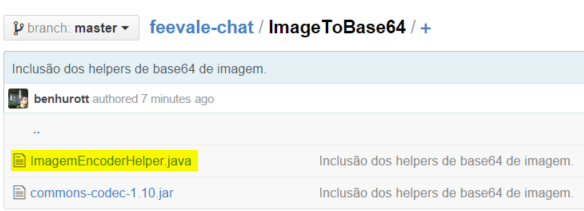 branch: master feevale-chat / ImageToBase64 / +
Inclusão dos helpers de base64 de imagem.
benhurott authored 7 minutes ago
..
ImagemEncoderHelper.java Inclusão dos helpers de base64 de imagem.
commons-codec-1.10.jar Inclusão dos helpers de base64 de imagem.